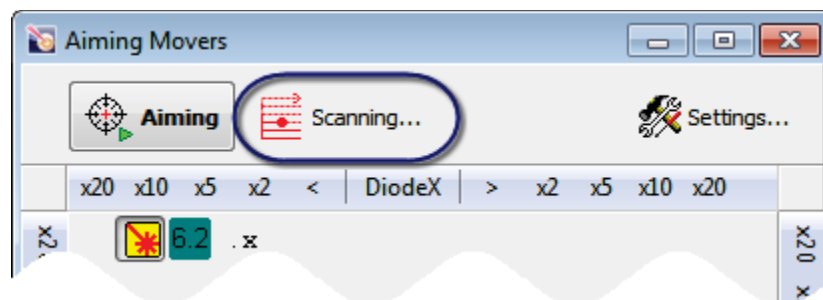 Aiming Movers
Aiming Scanning... Settings...
x20 x10 x5 x2 < DiodeX > x2 x5 x10 x20
6.2 .x
x20 x